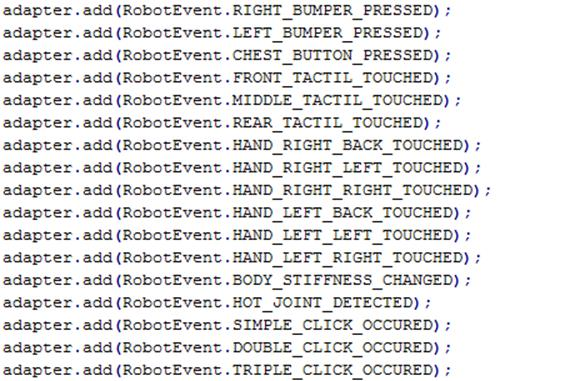 adapter.add(RobotEvent.RIGHT_BUMPER_PRESSED);
adapter.add(RobotEvent.LEFT_BUMPER_PRESSED);
adapter.add(RobotEvent.CHEST_BUTTON_PRESSED);
adapter.add(RobotEvent.FRONT_TACTIL_TOUCHED);
adapter.add(RobotEvent.MIDDLE_TACTIL_TOUCHED);
adapter.add(RobotEvent.REAR_TACTIL_TOUCHED);
adapter.add(RobotEvent.HAND_RIGHT_BACK_TOUCHED);
adapter.add(RobotEvent.HAND_RIGHT_LEFT_TOUCHED);
adapter.add(RobotEvent.HAND_RIGHT_RIGHT_TOUCHED);
adapter.add(RobotEvent.HAND_LEFT_BACK_TOUCHED);
adapter.add(RobotEvent.HAND_LEFT_LEFT_TOUCHED);
adapter.add(RobotEvent.HAND_LEFT_RIGHT_TOUCHED);
adapter.add(RobotEvent.BODY_STIFFNESS_CHANGED);
adapter.add(RobotEvent.HOT_JOINT_DETECTED);
adapter.add(RobotEvent.SIMPLE_CLICK_OCCURED);
adapter.add(RobotEvent.DOUBLE_CLICK_OCCURED);
adapter.add(RobotEvent.TRIPLE_CLICK_OCCURED);